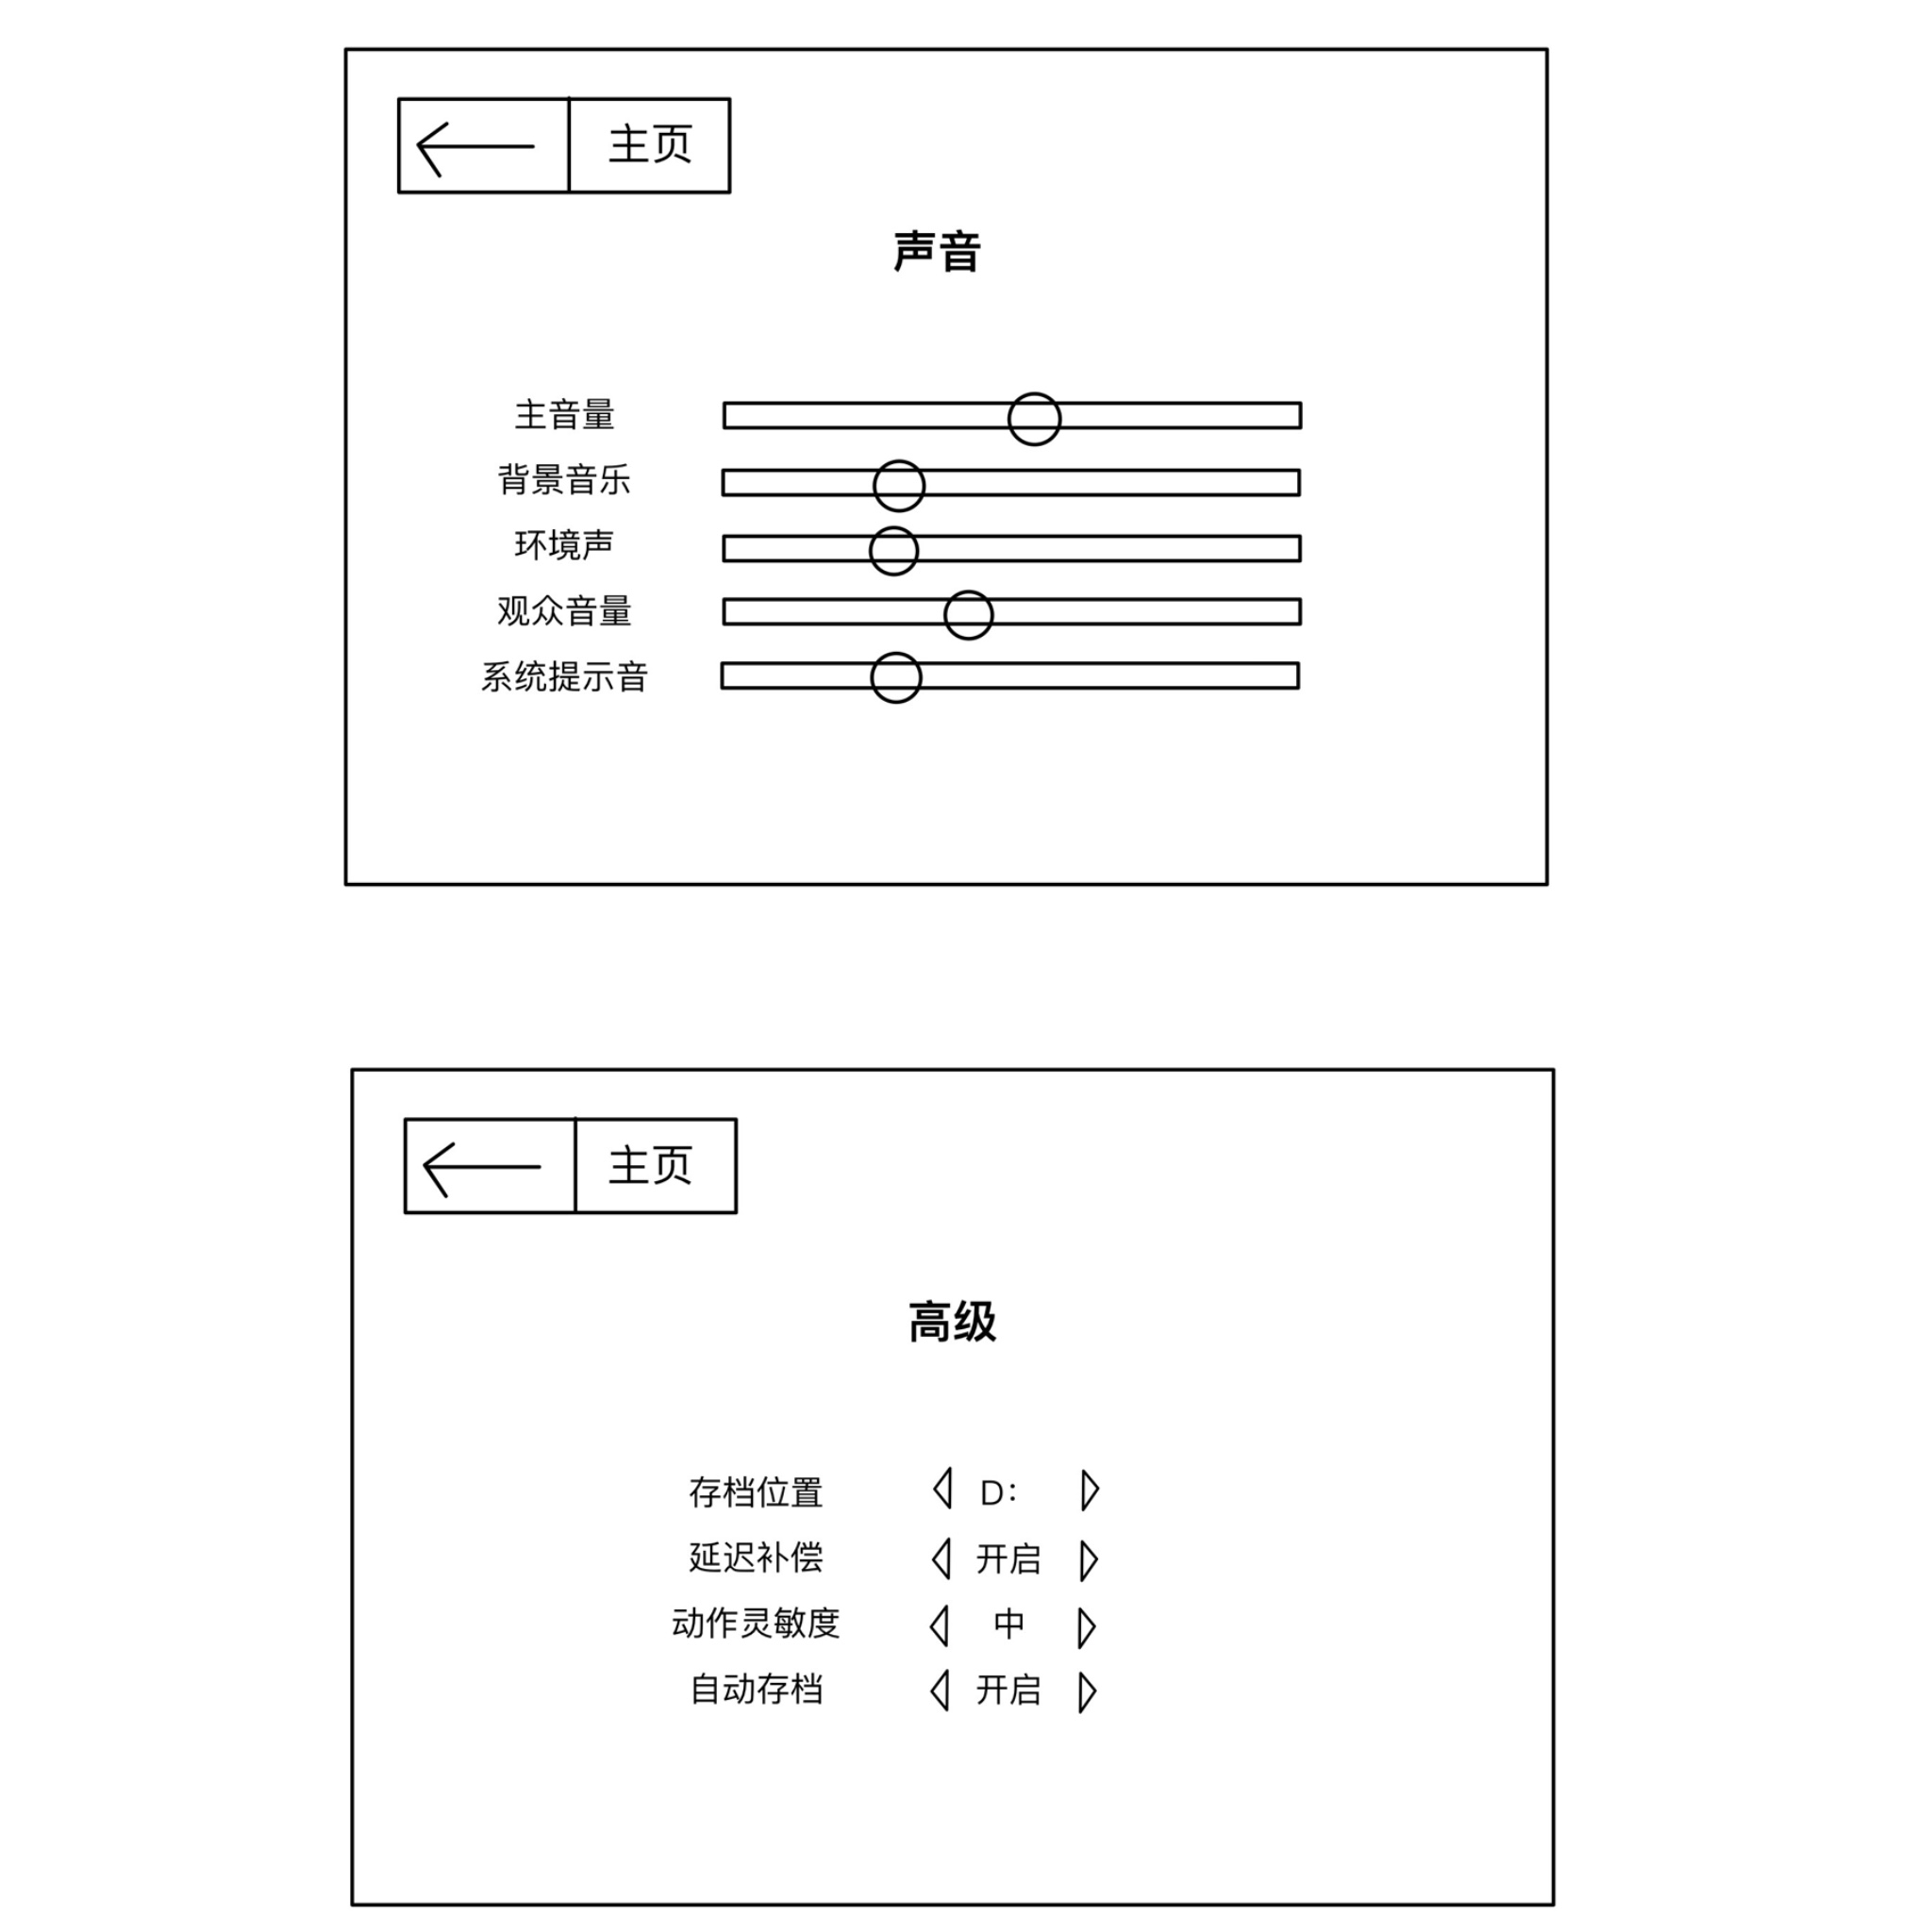 主页
声音
主音量
背景音乐
环境声
观众音量
系统提示音
主页
高级
存档位置 D：
延迟补偿 开启
动作灵敏度 中
自动存档 开启